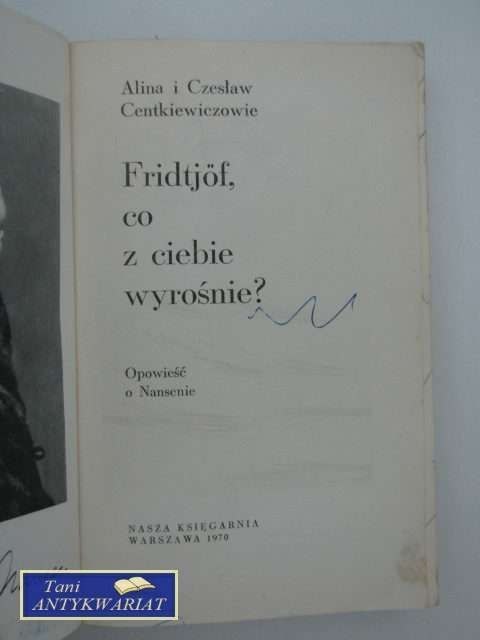 Alina i Czesław
Centkiewiczowie
Fridtjöf,
co
z ciebie
wyrośnie?
Opowieść
o Nansenie
NASZA KSIĘGARNIA
WARSZAWA 1970
Tani
ANTYKWARIAT